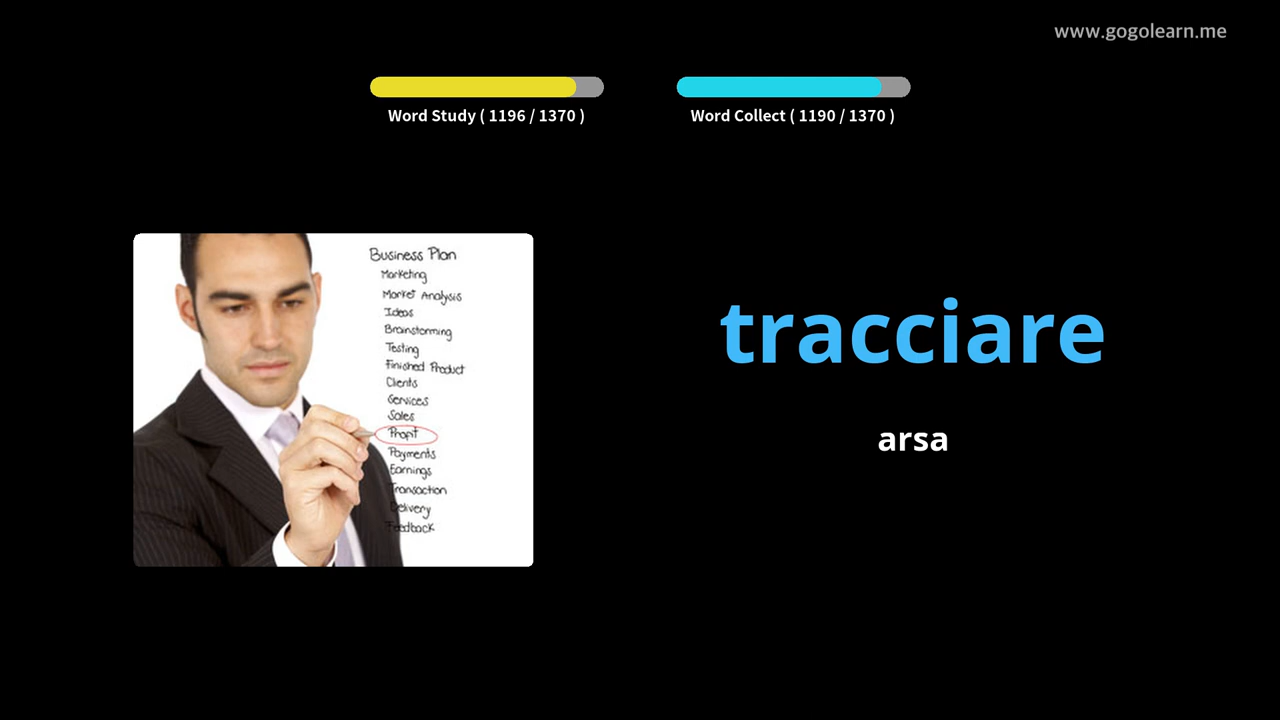 www.gogolearn.me
Word Study ( 1196 / 1370 )
Word Collect ( 1190 / 1370 )
Business Plan
Marketing
Market Analysis
Ideas
Brainstorming
Testing
Finished Product
Clients
Services
Sales
Profit
Payments
Earnings
Transaction
Delivery
Feedback
tracciare
arsa